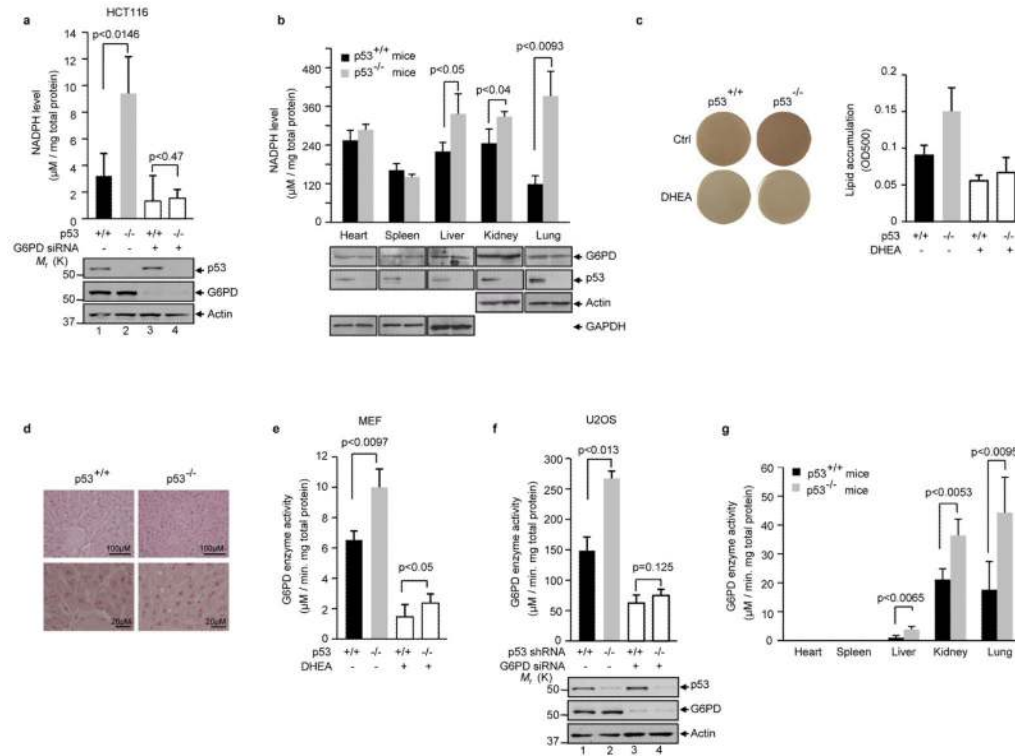 a
HCT116
p<0.0146
NADPH level
(µM / mg total protein)
14
12
10
8
6
4
2
0
p<0.47
p53 +/+ -/- +/+ -/-
G6PD siRNA - - + +
Mr (K)
50 p53
50 G6PD
37 Actin
1 2 3 4
b
p53+/+ mice
p53-/- mice
NADPH level
(µM / mg total protein)
480
360
240
120
0
p<0.05
p<0.04
p<0.0093
Heart Spleen Liver Kidney Lung
G6PD
p53
Actin
GAPDH
c
p53+/+ p53-/-
Ctrl
DHEA
Lipid accumulation
(OD500)
0.2
0.15
0.1
0.05
0
p53 +/+ -/- +/+ -/-
DHEA - - + +
d
p53+/+ p53-/-
100µM 100µM
20µM 20µM
e
MEF
p<0.0097
G6PD enzyme activity
(µM / min. mg total protein)
12
10
8
6
4
2
0
p<0.05
p53 +/+ -/- +/+ -/-
DHEA - - + +
f
U2OS
p<0.013
G6PD enzyme activity
(µM / min. mg total protein)
300
250
200
150
100
50
0
p=0.125
p53 shRNA +/+ -/- +/+ -/-
G6PD siRNA - - + +
Mr (K)
50 p53
50 G6PD
37 Actin
1 2 3 4
g
p53+/+ mice
p53-/- mice
G6PD enzyme activity
(µM / min. mg total protein)
60
50
40
30
20
10
0
p<0.0065
p<0.0053
p<0.0095
Heart Spleen Liver Kidney Lung